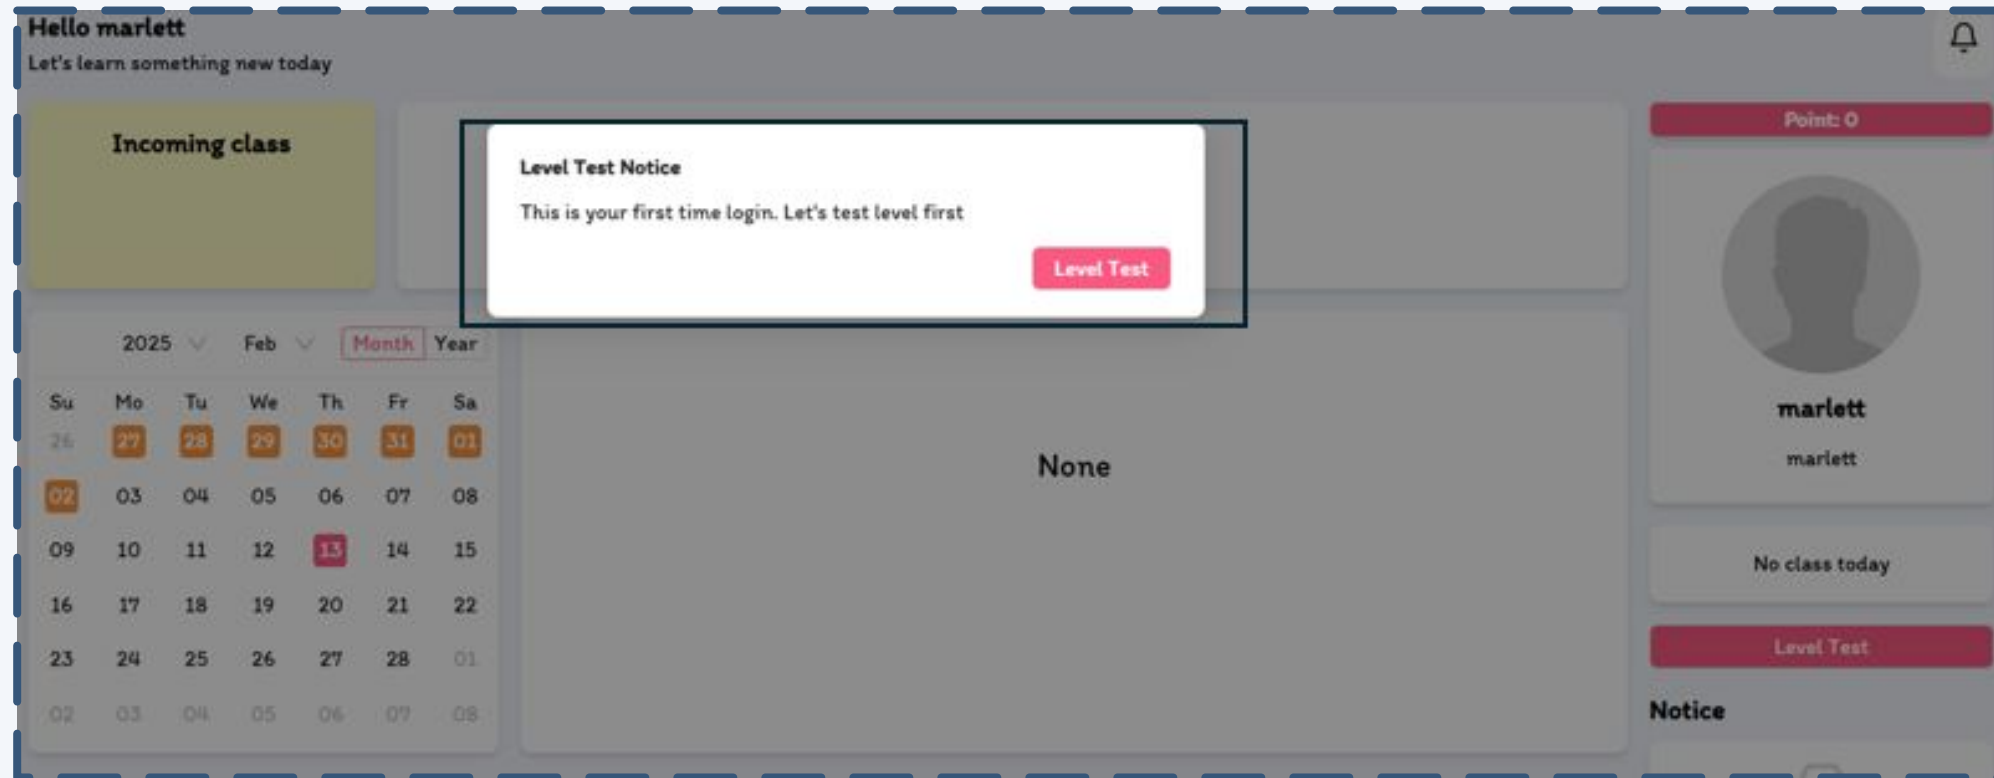 Hello marlett
Let's learn something new today
Incoming class
Point: 0
Level Test Notice
This is your first time login. Let's test level first
Level Test
2025 Feb Month Year
Su Mo Tu We Th Fr Sa
26 27 28 29 30 31 01
02 03 04 05 06 07 08
09 10 11 12 13 14 15
16 17 18 19 20 21 22
23 24 25 26 27 28 01
02 03 04 05 06 07 08
None
marlett
marlett
No class today
Level Test
Notice